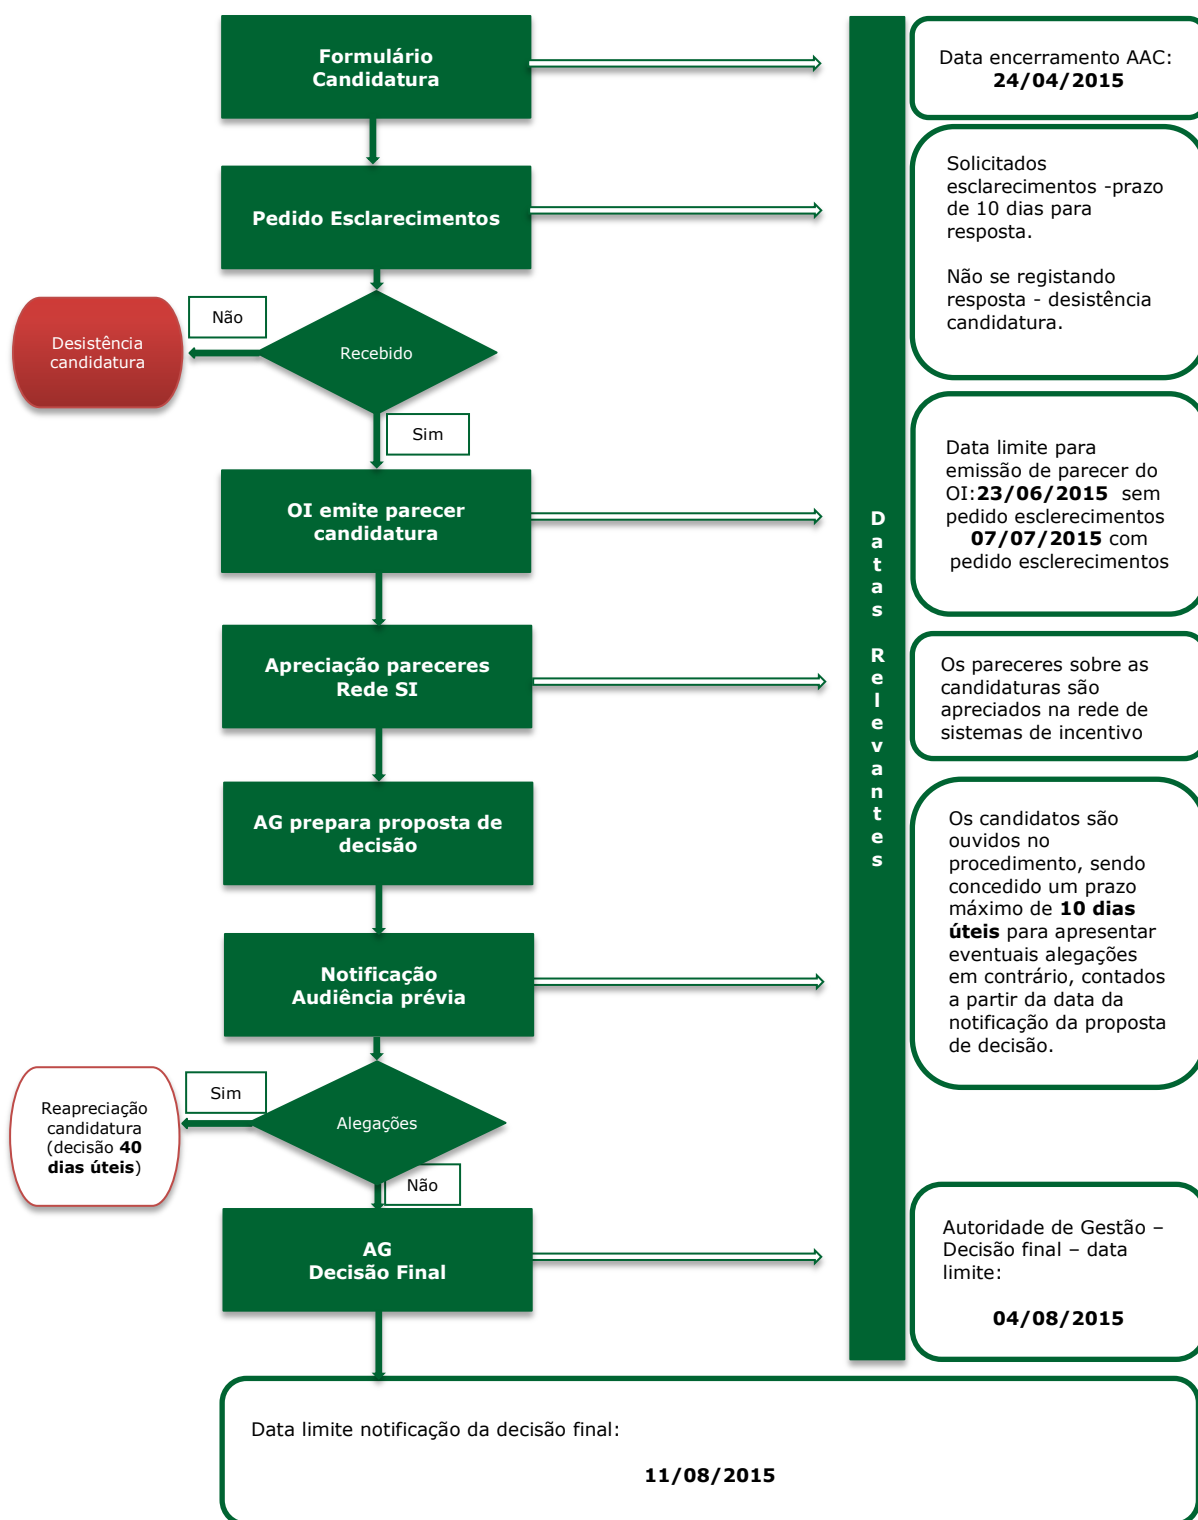 Formulário
Candidatura
Data encerramento AAC:
24/04/2015
Pedido Esclarecimentos
Solicitados
esclarecimentos -prazo
de 10 dias para
resposta.
Não se registando
resposta - desistência
candidatura.
Não
Desistência
candidatura
Recebido
Sim
OI emite parecer
candidatura
Data limite para
emissão de parecer do
OI:23/06/2015 sem
pedido esclerecimentos
07/07/2015 com
pedido esclerecimentos
Datas Relevantes
Apreciação pareceres
Rede SI
Os pareceres sobre as
candidaturas são
apreciados na rede de
sistemas de incentivo
AG prepara proposta de
decisão
Os candidatos são
ouvidos no
procedimento, sendo
concedido um prazo
máximo de 10 dias
úteis para apresentar
eventuais alegações
em contrário, contados
a partir da data da
notificação da proposta
de decisão.
Notificação
Audiência prévia
Sim
Reapreciação
candidatura
(decisão 40
dias úteis)
Alegações
Não
AG
Decisão Final
Autoridade de Gestão –
Decisão final – data
limite:
04/08/2015
Data limite notificação da decisão final:
11/08/2015